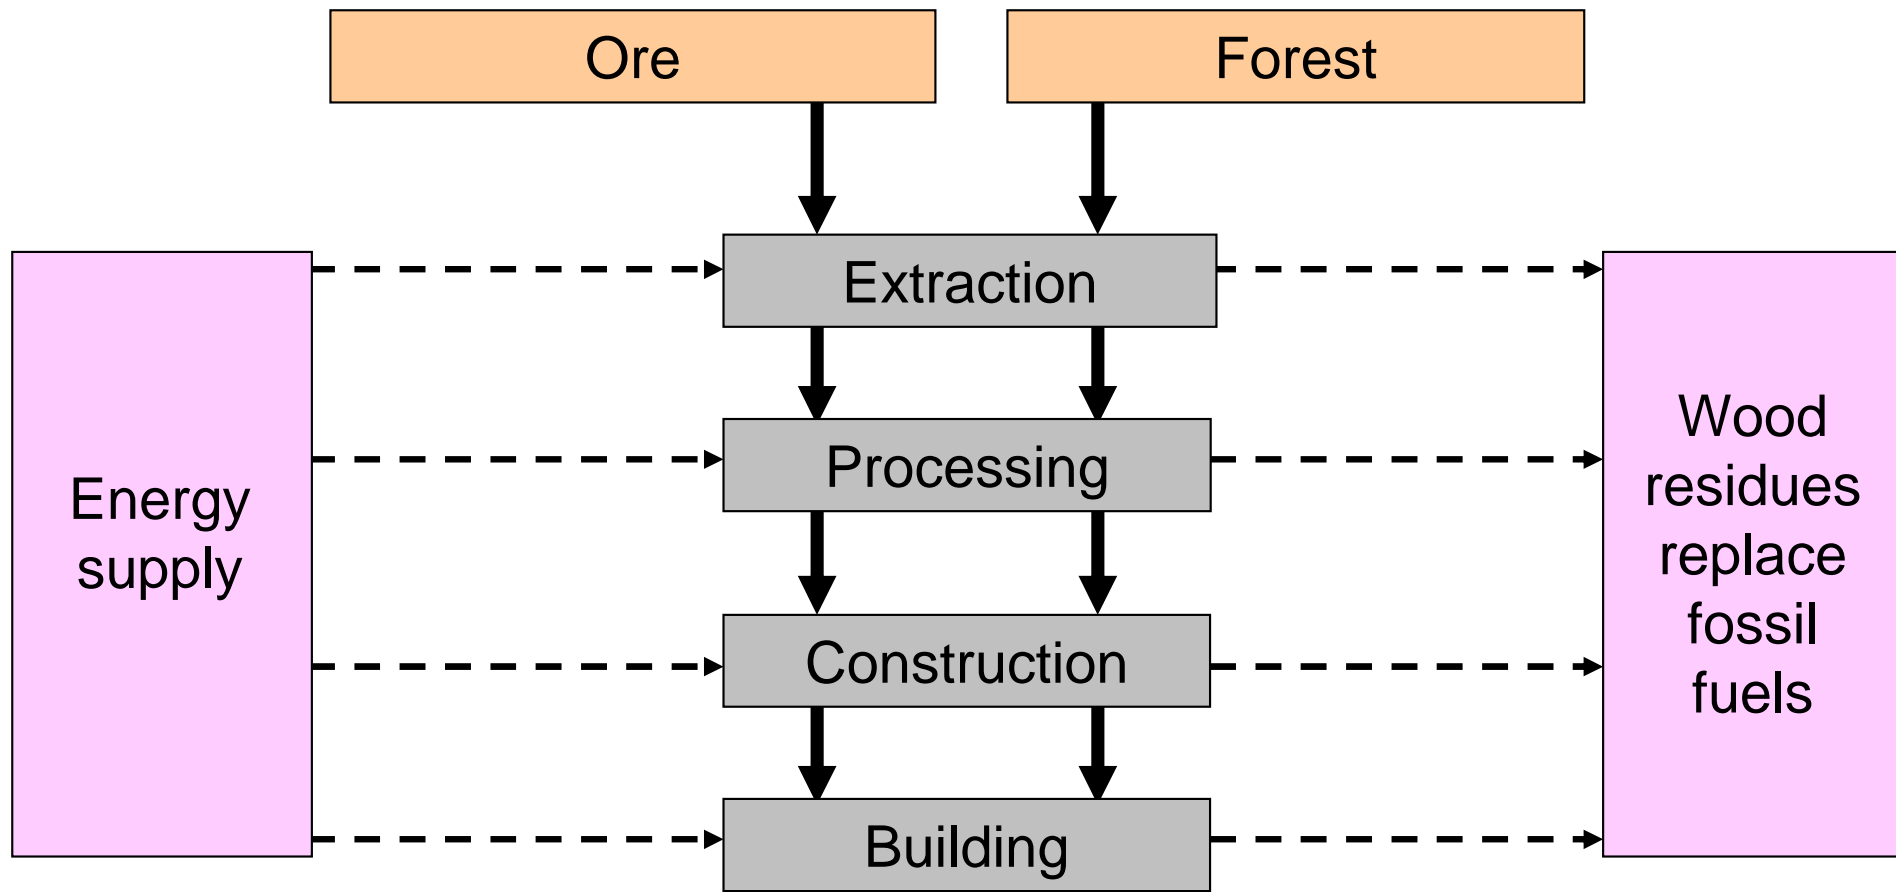 Ore
Forest
Extraction
Processing
Construction
Building
Energy
supply
Wood
residues
replace
fossil
fuels